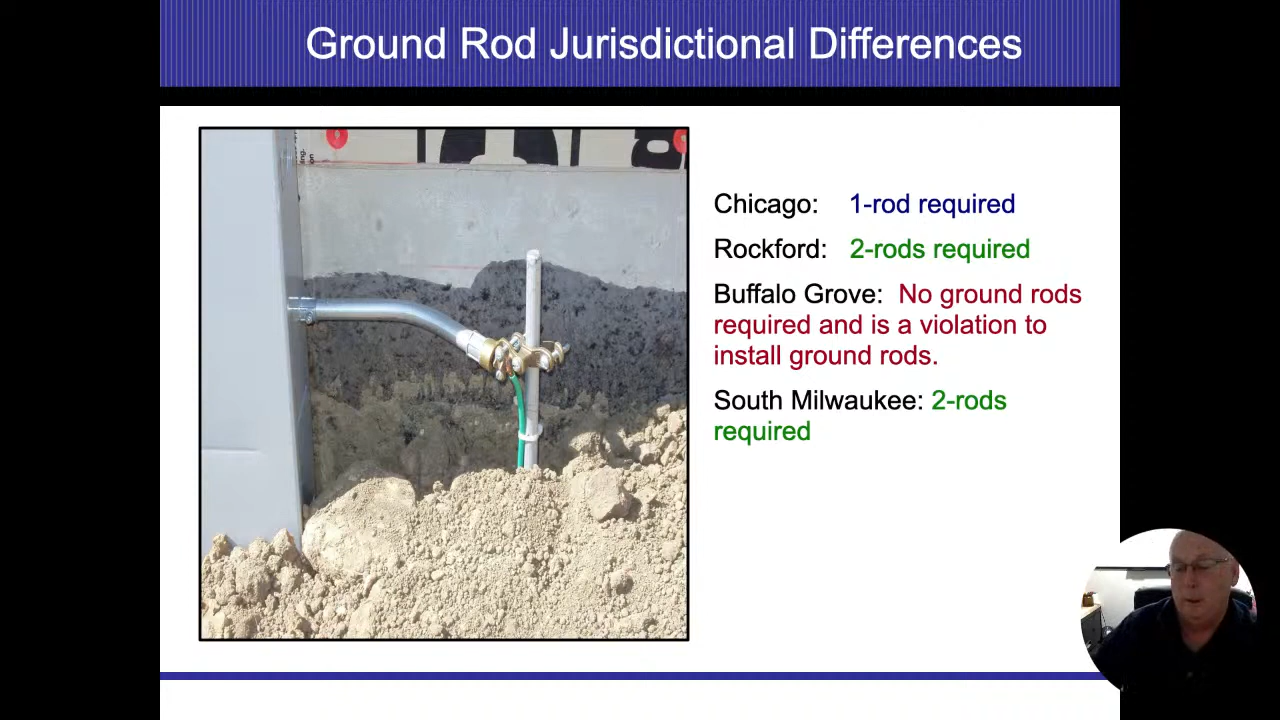 Ground Rod Jurisdictional Differences
Chicago: 1-rod required
Rockford: 2-rods required
Buffalo Grove: No ground rods
required and is a violation to
install ground rods.
South Milwaukee: 2-rods
required